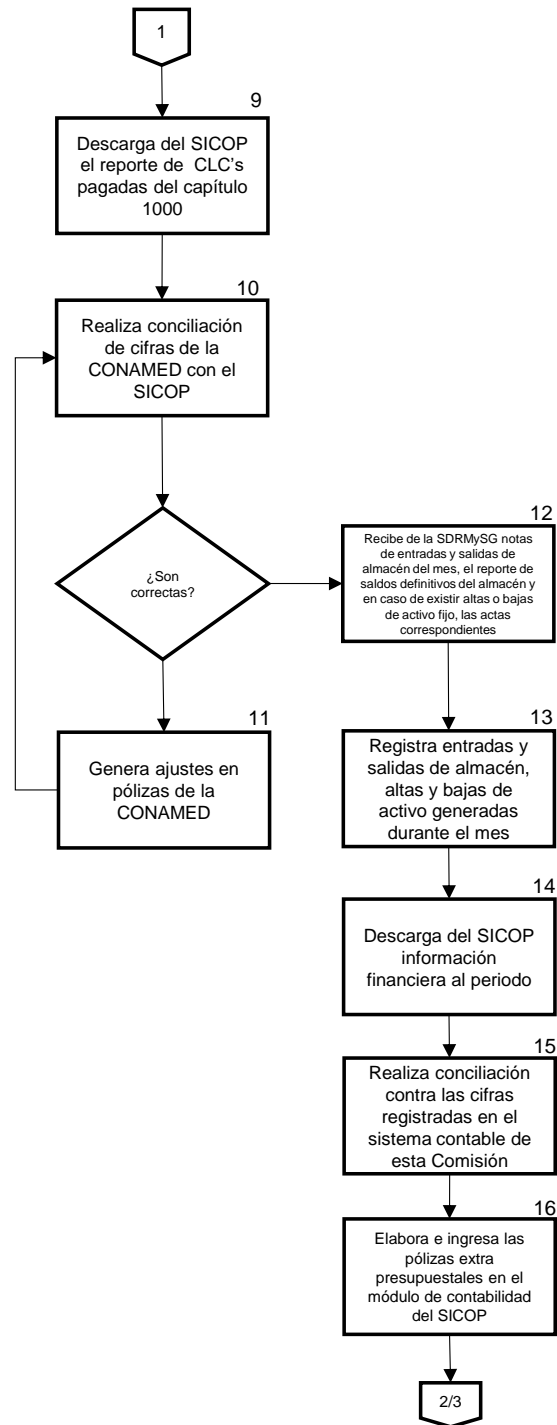 1
9
Descarga del SICOP
el reporte de CLC's
pagadas del capítulo
1000
10
Realiza conciliación
de cifras de la
CONAMED con el
SICOP
¿Son
correctas?
11
Genera ajustes en
pólizas de la
CONAMED
12
Recibe de la SDRMySG notas
de entradas y salidas de
almacén del mes, el reporte de
saldos definitivos del almacén y
en caso de existir altas o bajas
de activo fijo, las actas
correspondientes
13
Registra entradas y
salidas de almacén,
altas y bajas de
activo generadas
durante el mes
14
Descarga del SICOP
información
financiera al periodo
15
Realiza conciliación
contra las cifras
registradas en el
sistema contable de
esta Comisión
16
Elabora e ingresa las
pólizas extra
presupuestales en el
módulo de contabilidad
del SICOP
2/3